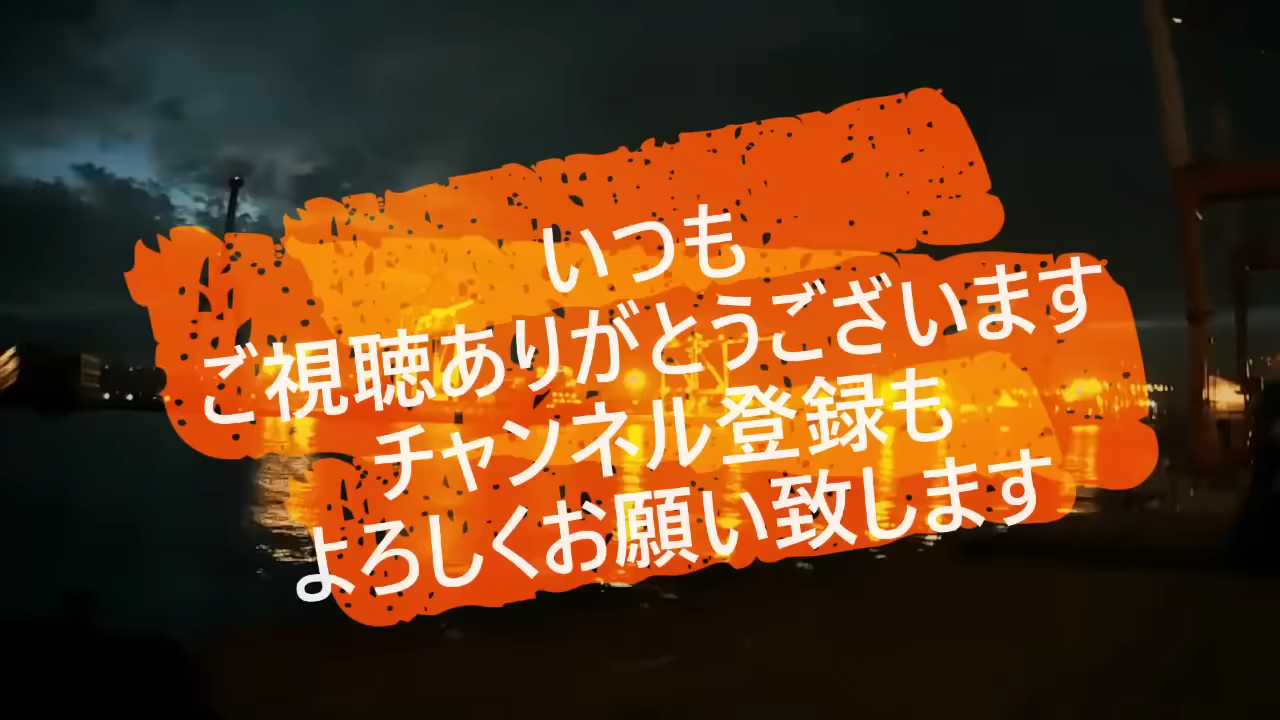 いつも
ご視聴ありがとうございます
チャンネル登録も
よろしくお願い致します